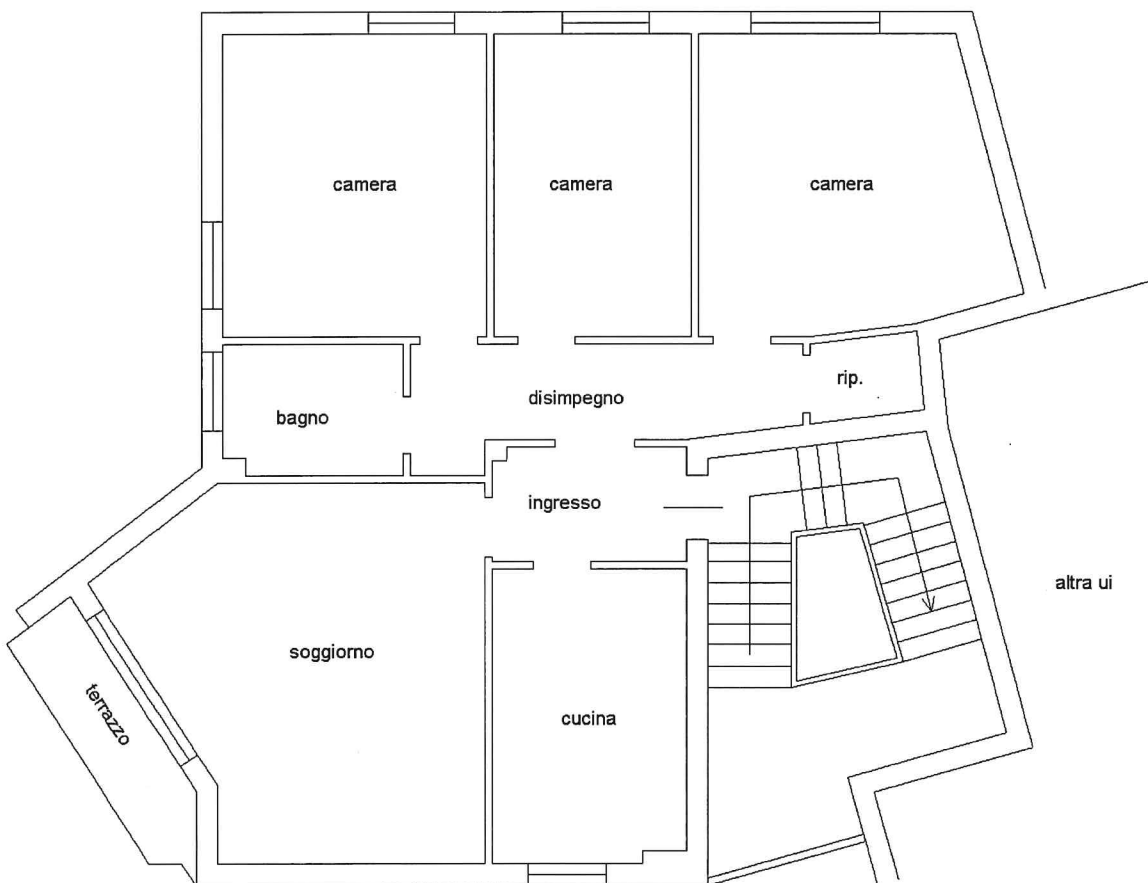 camera
camera
camera
bagno
disimpegno
rip.
ingresso
altra ui
soggiorno
terrazzo
cucina